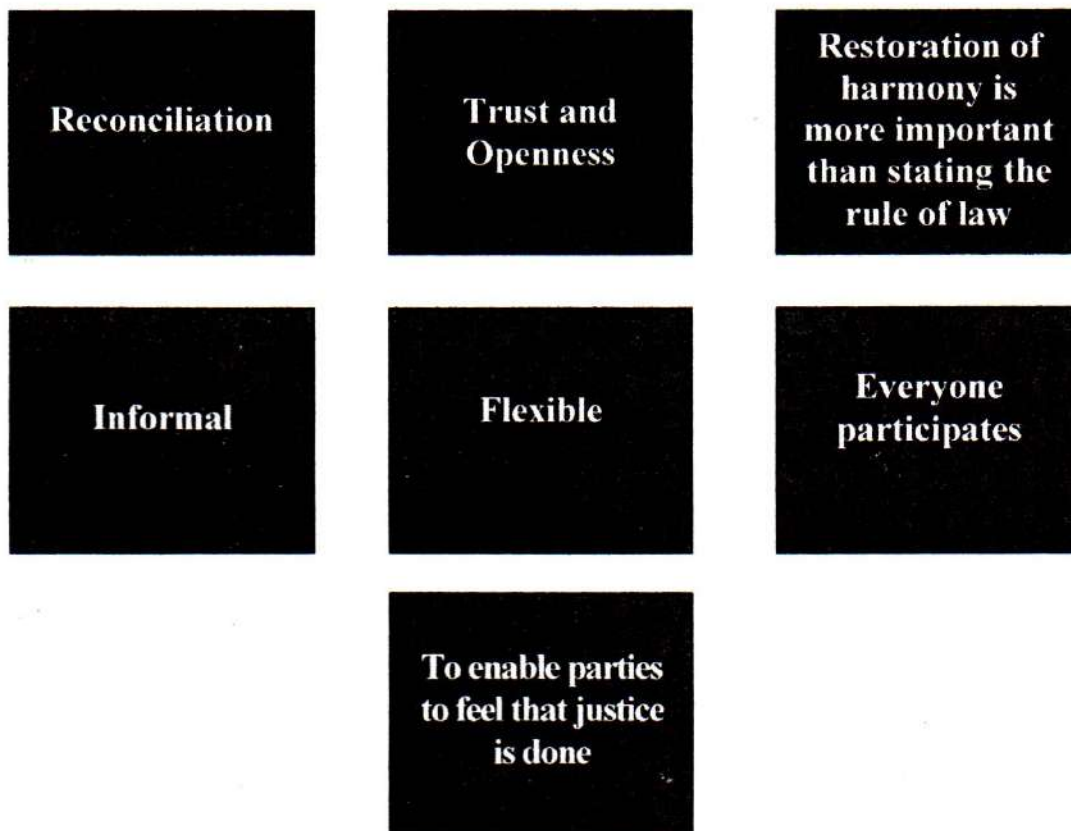 Reconciliation
Trust and
Openness
Restoration of
harmony is
more important
than stating the
rule of law
Informal
Flexible
Everyone
participates
To enable parties
to feel that justice
is done